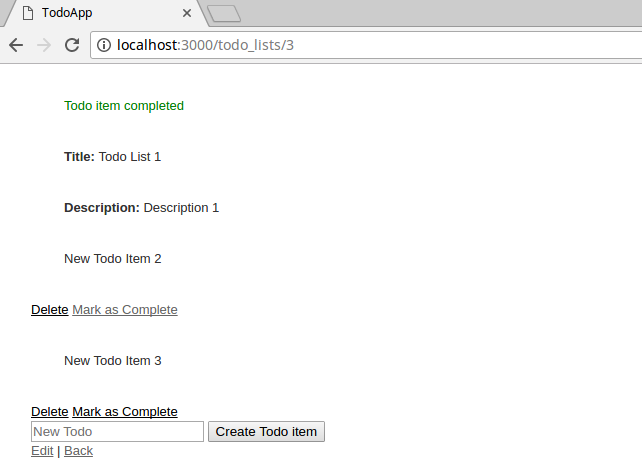 TodoApp
localhost:3000/todo_lists/3
Todo item completed
Title: Todo List 1
Description: Description 1
New Todo Item 2
Delete Mark as Complete
New Todo Item 3
Delete Mark as Complete
New Todo Create Todo item
Edit | Back